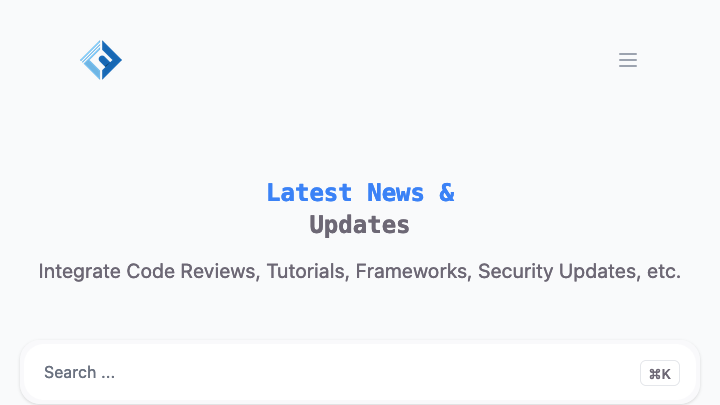 Latest News &
Updates
Integrate Code Reviews, Tutorials, Frameworks, Security Updates, etc.
Search ...
⌘K